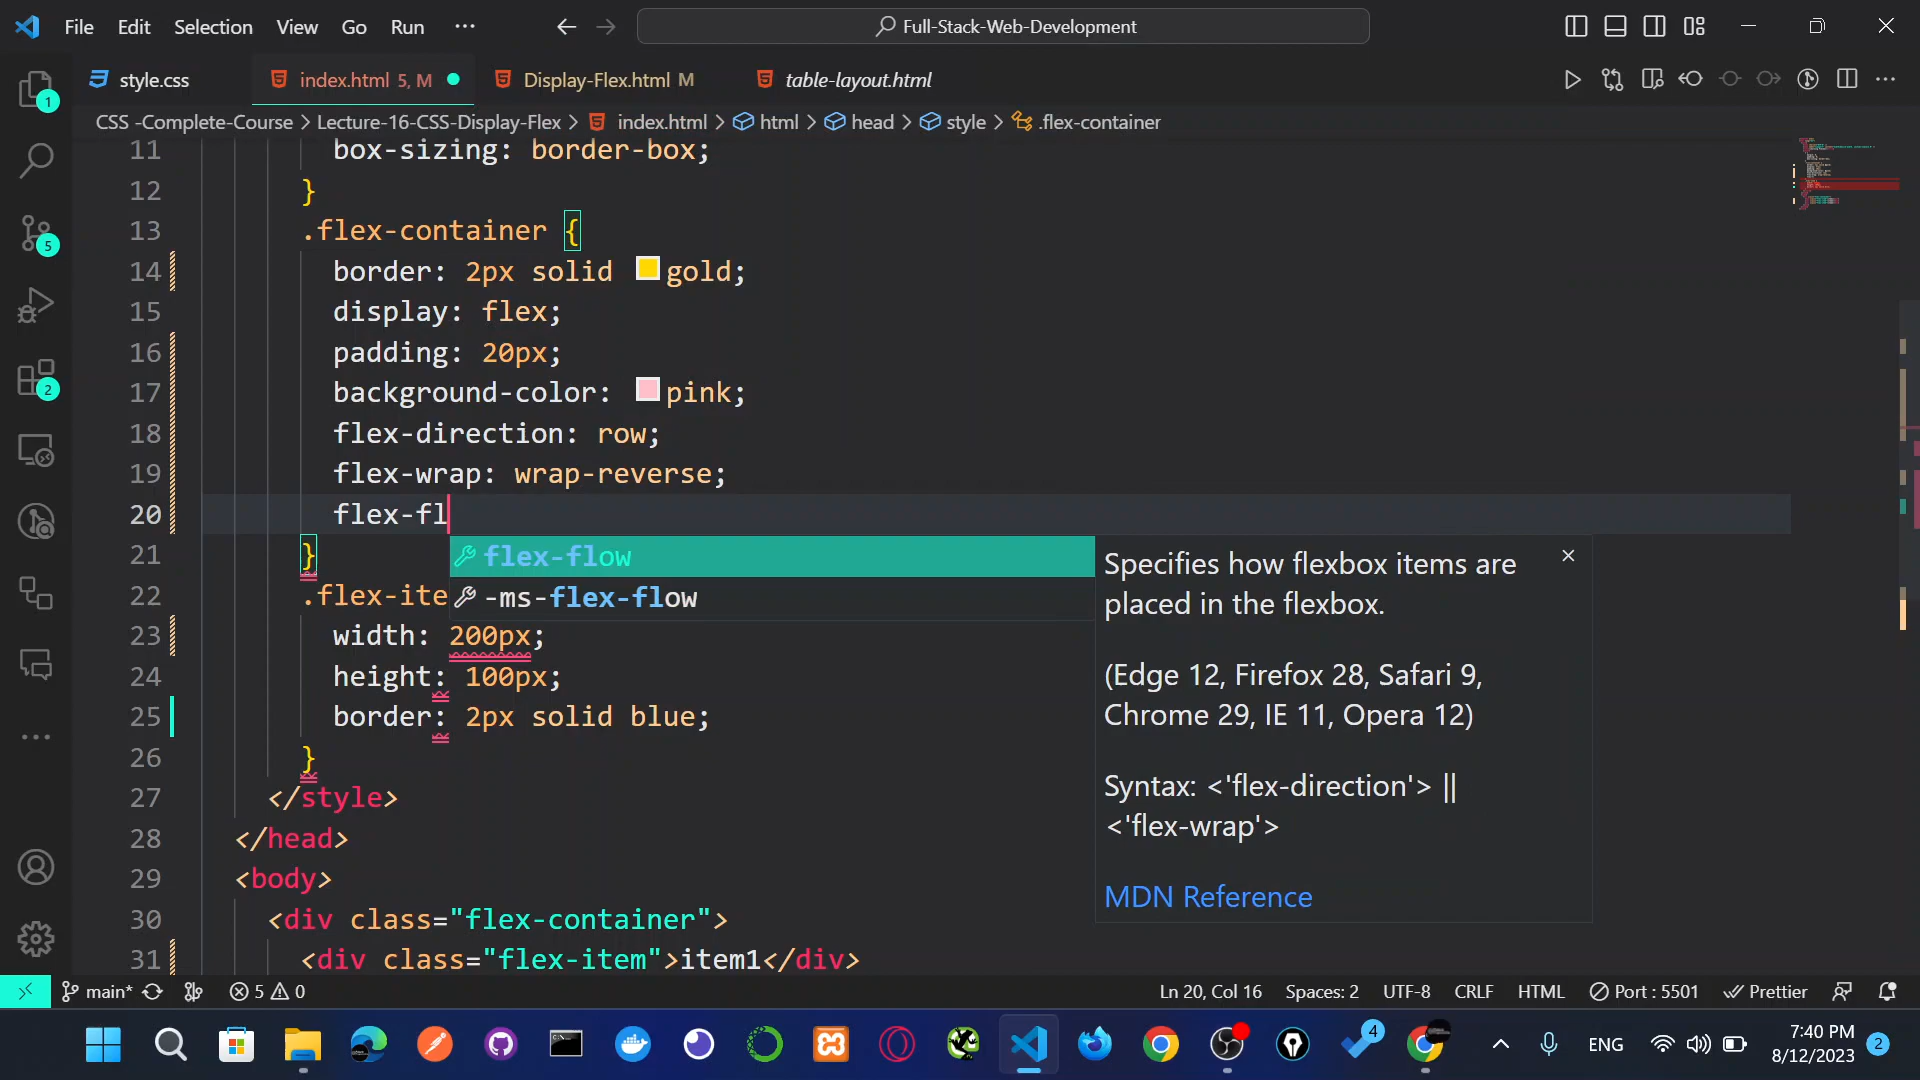 File Edit Selection View Go Run ··· Full-Stack-Web-Development
style.css index.html 5, M Display-Flex.html M table-layout.html
CSS -Complete-Course > Lecture-16-CSS-Display-Flex > index.html > html > head > style > .flex-container
11 box-sizing: border-box;
12 }
13 .flex-container {
14 border: 2px solid gold;
15 display: flex;
16 padding: 20px;
17 background-color: pink;
18 flex-direction: row;
19 flex-wrap: wrap-reverse;
20 flex-fl
21 }
flex-flow
22 .flex-ite
-ms-flex-flow
23 width: 200px;
24 height: 100px;
25 border: 2px solid blue;
26 }
27 </style>
28 </head>
29 <body>
30 <div class="flex-container">
31 <div class="flex-item">item1</div>
Specifies how flexbox items are
placed in the flexbox.
(Edge 12, Firefox 28, Safari 9,
Chrome 29, IE 11, Opera 12)
Syntax: <'flex-direction'> ||
<'flex-wrap'>
MDN Reference
1
5
2
main* 5 0 Ln 20, Col 16 Spaces: 2 UTF-8 CRLF HTML Port : 5501 Prettier
4 ENG 7:40 PM 2
8/12/2023